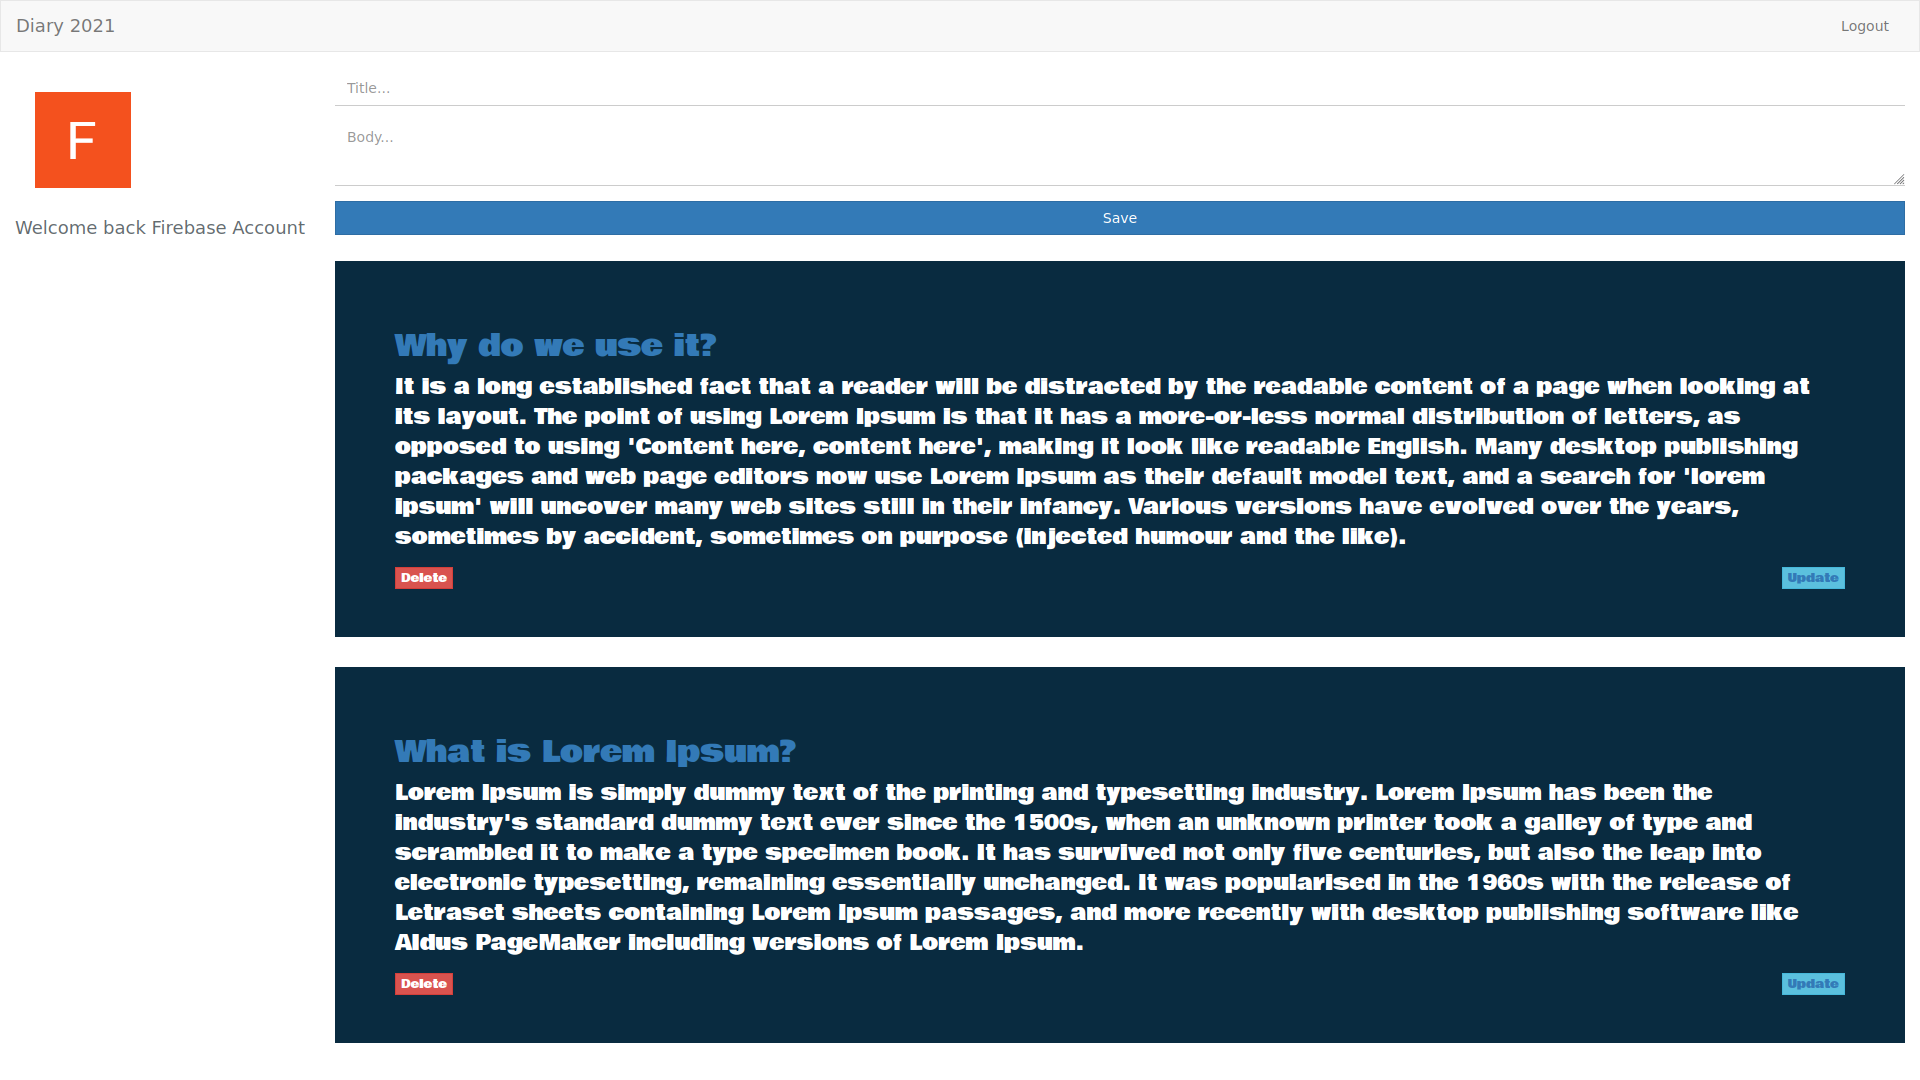 Diary 2021
Logout
F
Welcome back Firebase Account
Title...
Body...
Save
Why do we use it?
It is a long established fact that a reader will be distracted by the readable content of a page when looking at
its layout. The point of using Lorem Ipsum is that it has a more-or-less normal distribution of letters, as
opposed to using 'Content here, content here', making it look like readable English. Many desktop publishing
packages and web page editors now use Lorem Ipsum as their default model text, and a search for 'lorem
ipsum' will uncover many web sites still in their infancy. Various versions have evolved over the years,
sometimes by accident, sometimes on purpose (injected humour and the like).
Delete
Update
What is Lorem Ipsum?
Lorem Ipsum is simply dummy text of the printing and typesetting industry. Lorem Ipsum has been the
industry's standard dummy text ever since the 1500s, when an unknown printer took a galley of type and
scrambled it to make a type specimen book. It has survived not only five centuries, but also the leap into
electronic typesetting, remaining essentially unchanged. It was popularised in the 1960s with the release of
Letraset sheets containing Lorem Ipsum passages, and more recently with desktop publishing software like
Aldus PageMaker including versions of Lorem Ipsum.
Delete
Update